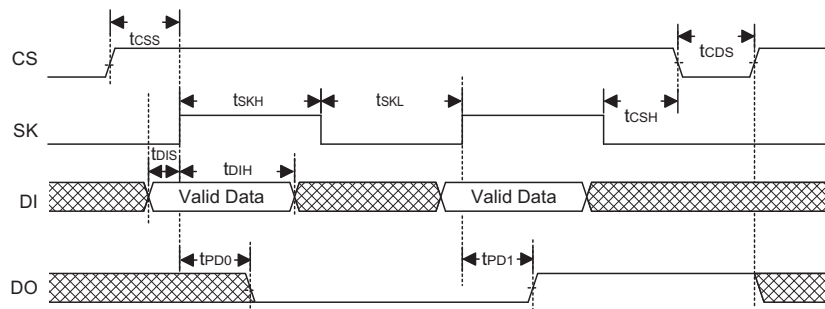 tCSS
tCDS
CS
tSKH
tSKL
tCSH
SK
tDIS
tDIH
DI
Valid Data
Valid Data
tPD0
tPD1
DO